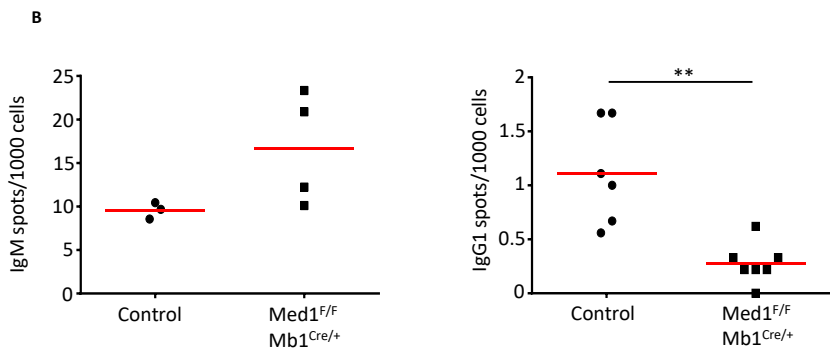 B
IgM spots/1000 cells
25
20
15
10
5
0
Control
Med1F/F
Mb1Cre/+
IgG1 spots/1000 cells
2
1.5
1
0.5
0
**
Control
Med1F/F
Mb1Cre/+